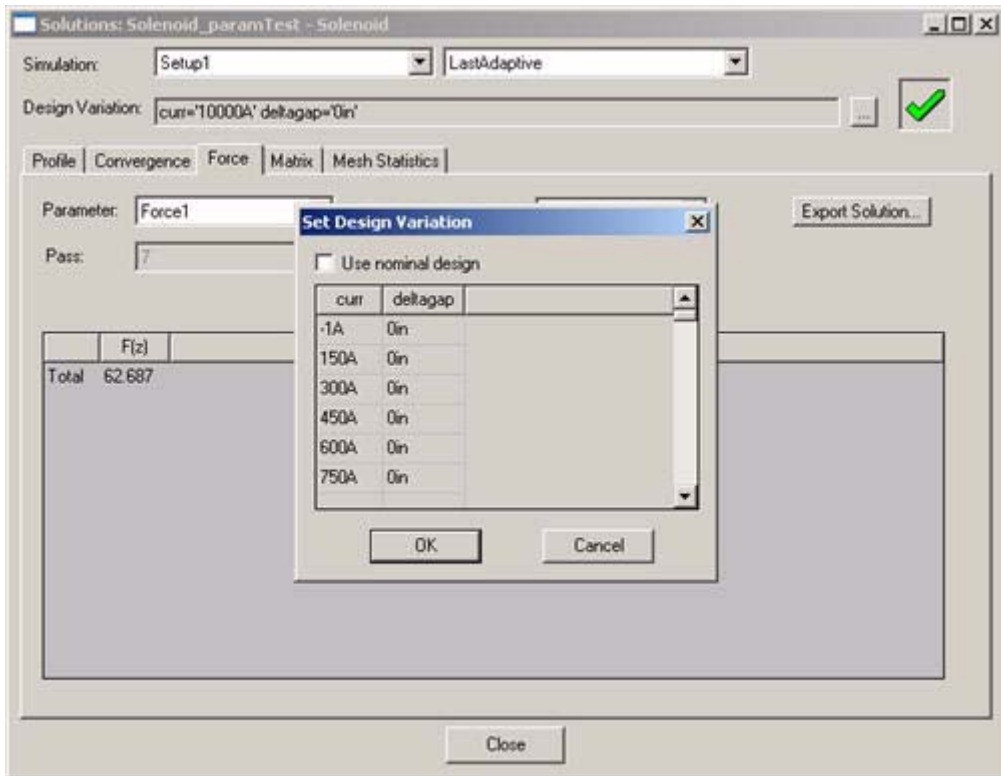 Solutions: Solenoid_paramTest - Solenoid
Simulation: Setup1 LastAdaptive
Design Variation: curr='10000A' deltagap='0in' ...
Profile Convergence Force Matrix Mesh Statistics
Parameter: Force1 Export Solution...
Pass: 7
F(z)
Total 62.687
Set Design Variation
Use nominal design
curr deltagap
-1A 0in
150A 0in
300A 0in
450A 0in
600A 0in
750A 0in
OK Cancel
Close